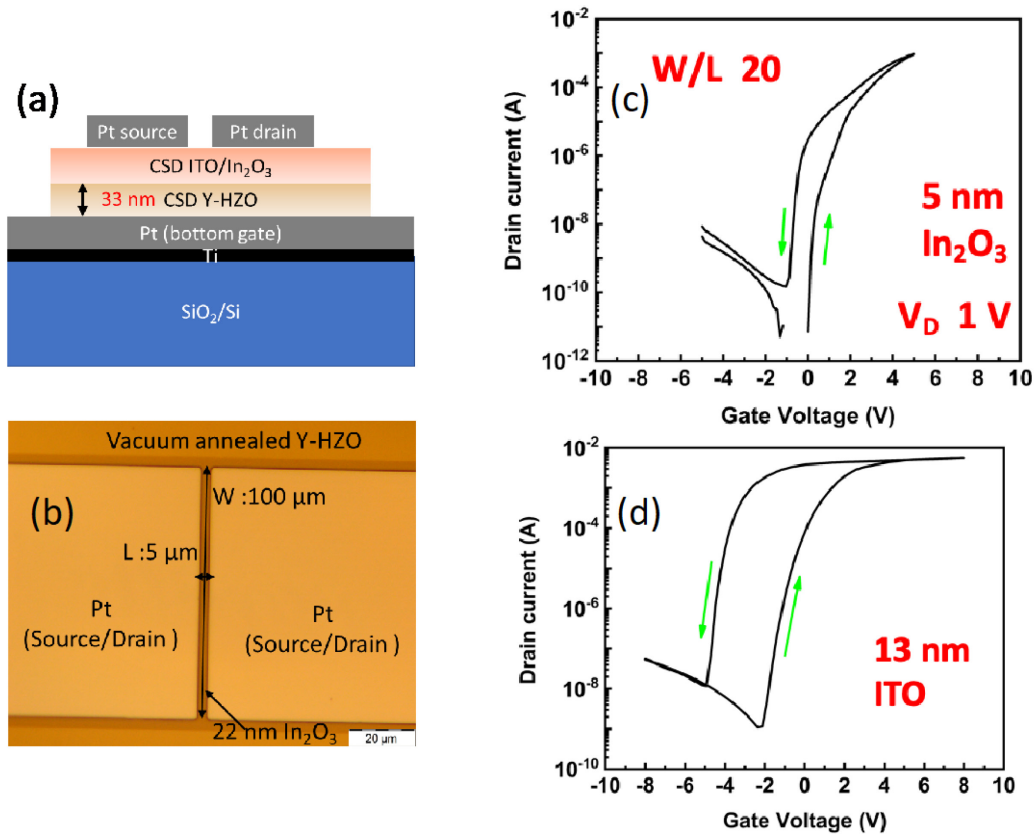 (a)
Pt source
Pt drain
CSD ITO/In₂O₃
33 nm CSD Y-HZO
Pt (bottom gate)
Ti
SiO₂/Si
(b)
Vacuum annealed Y-HZO
W :100 µm
L :5 µm
Pt
(Source/Drain )
Pt
(Source/Drain )
22 nm In₂O₃
20 µm
(c)
W/L 20
5 nm
In₂O₃
V_D 1 V
Drain current (A)
10⁻²
10⁻⁴
10⁻⁶
10⁻⁸
10⁻¹⁰
10⁻¹²
-10 -8 -6 -4 -2 0 2 4 6 8 10
Gate Voltage (V)
(d)
13 nm
ITO
Drain current (A)
10⁻²
10⁻⁴
10⁻⁶
10⁻⁸
10⁻¹⁰
-10 -8 -6 -4 -2 0 2 4 6 8 10
Gate Voltage (V)